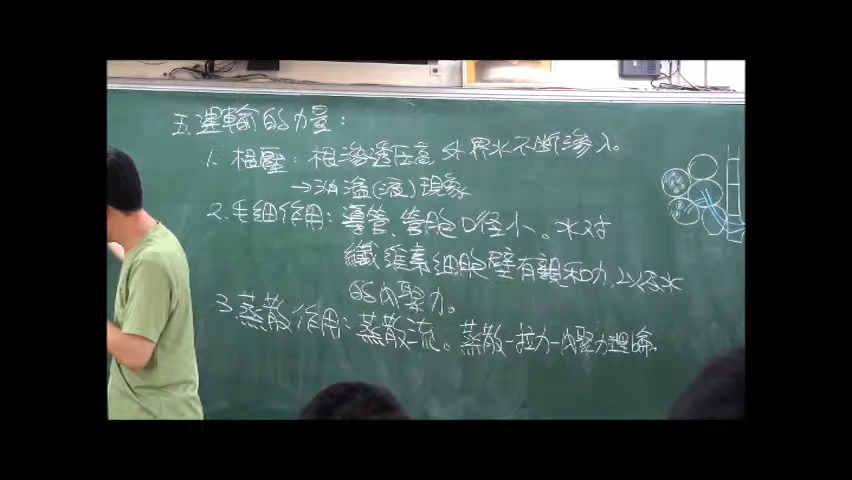 五.運輸的力量:
1. 根壓: 根滲透壓高 外界水不斷滲入。
→泌溢(液)現象
2.毛細作用: 導管、管胞口徑小。水对
纖維素細胞壁有親和力,以及水
的內聚力。
3.蒸散作用: 蒸散流。蒸散-拉力-內聚力理論.